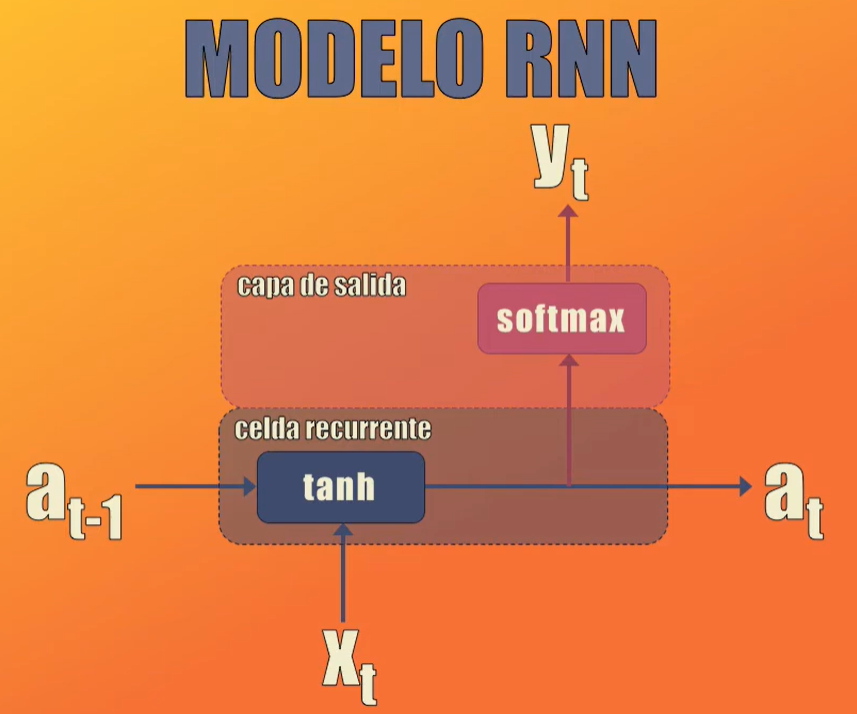 MODELO RNN
yt
capa de salida
softmax
celda recurrente
at-1
tanh
at
xt